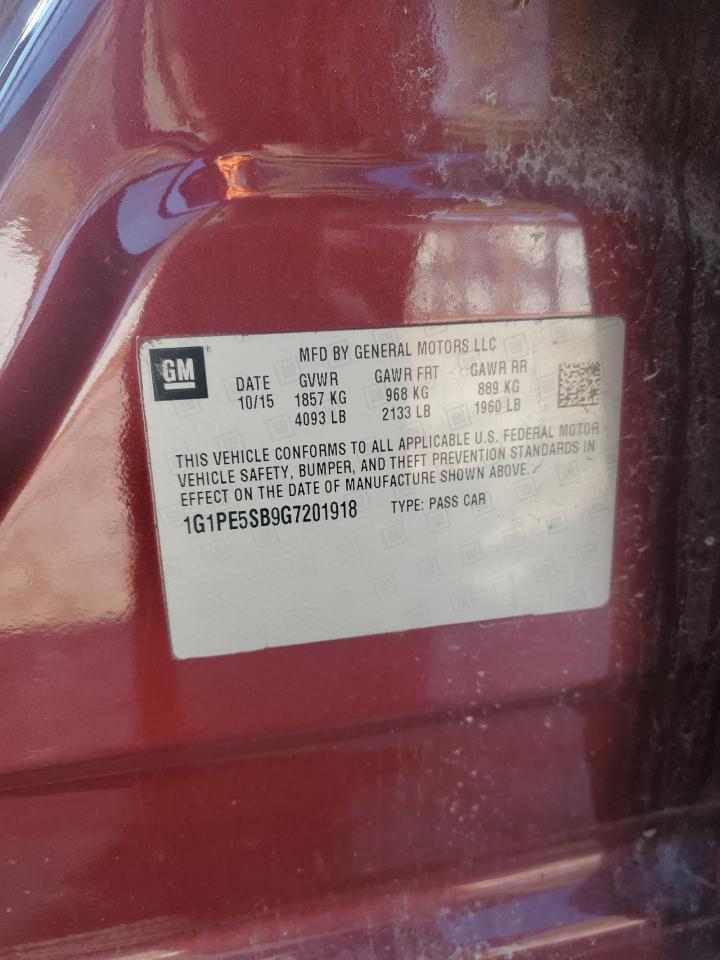 GM
MFD BY GENERAL MOTORS LLC
DATE GVWR GAWR FRT GAWR RR
10/15 1857 KG 968 KG 889 KG
4093 LB 2133 LB 1960 LB
THIS VEHICLE CONFORMS TO ALL APPLICABLE U.S. FEDERAL MOTOR
VEHICLE SAFETY, BUMPER, AND THEFT PREVENTION STANDARDS IN
EFFECT ON THE DATE OF MANUFACTURE SHOWN ABOVE.
1G1PE5SB9G7201918 TYPE: PASS CAR